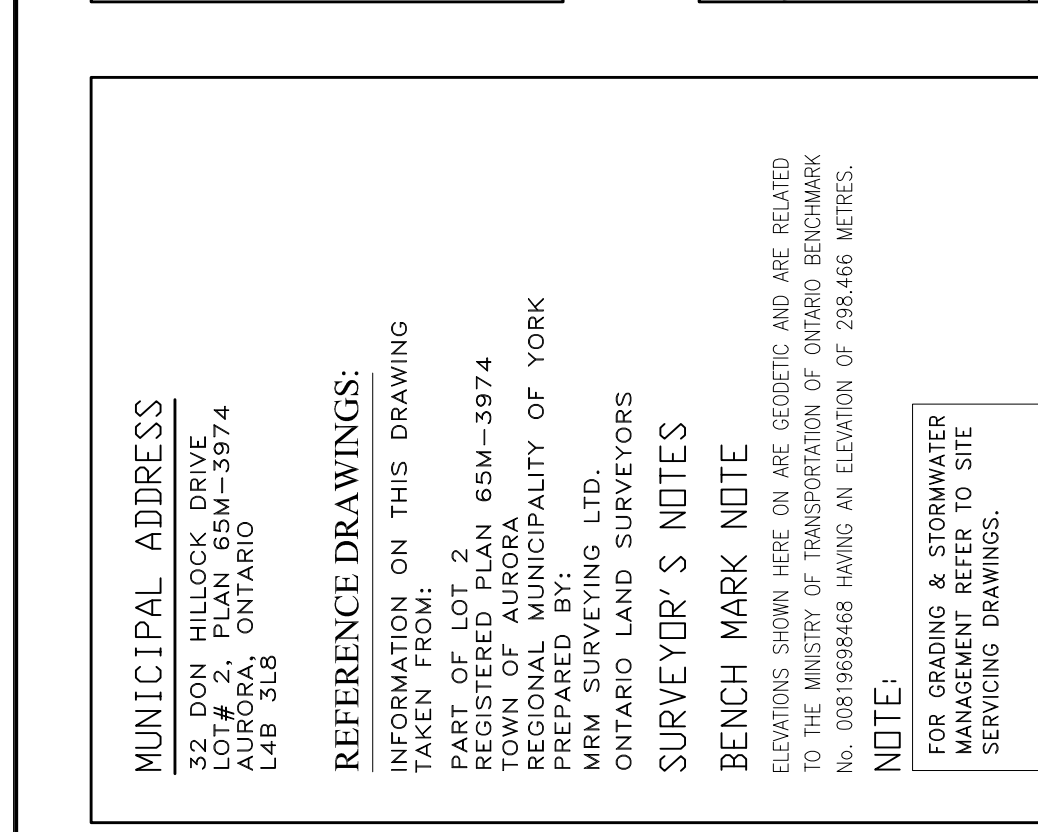 MUNICIPAL ADDRESS
32 DON HILLOCK DRIVE
LOT# 2, PLAN 65M-3974
AURORA, ONTARIO
L4B 3L8
REFERENCE DRAWINGS:
INFORMATION ON THIS DRAWING
TAKEN FROM:
PART OF LOT 2
REGISTERED PLAN 65M-3974
TOWN OF AURORA
REGIONAL MUNICIPALITY OF YORK
PREPARED BY:
MRM SURVEYING LTD.
ONTARIO LAND SURVEYORS
SURVEYOR'S NOTES
BENCH MARK NOTE
ELEVATIONS SHOWN HERE ON ARE GEODETIC AND ARE RELATED
TO THE MINISTRY OF TRANSPORTATION OF ONTARIO BENCHMARK
No. 00819698468 HAVING AN ELEVATION OF 298.466 METRES.
NOTE:
FOR GRADING & STORMWATER
MANAGEMENT REFER TO SITE
SERVICING DRAWINGS.